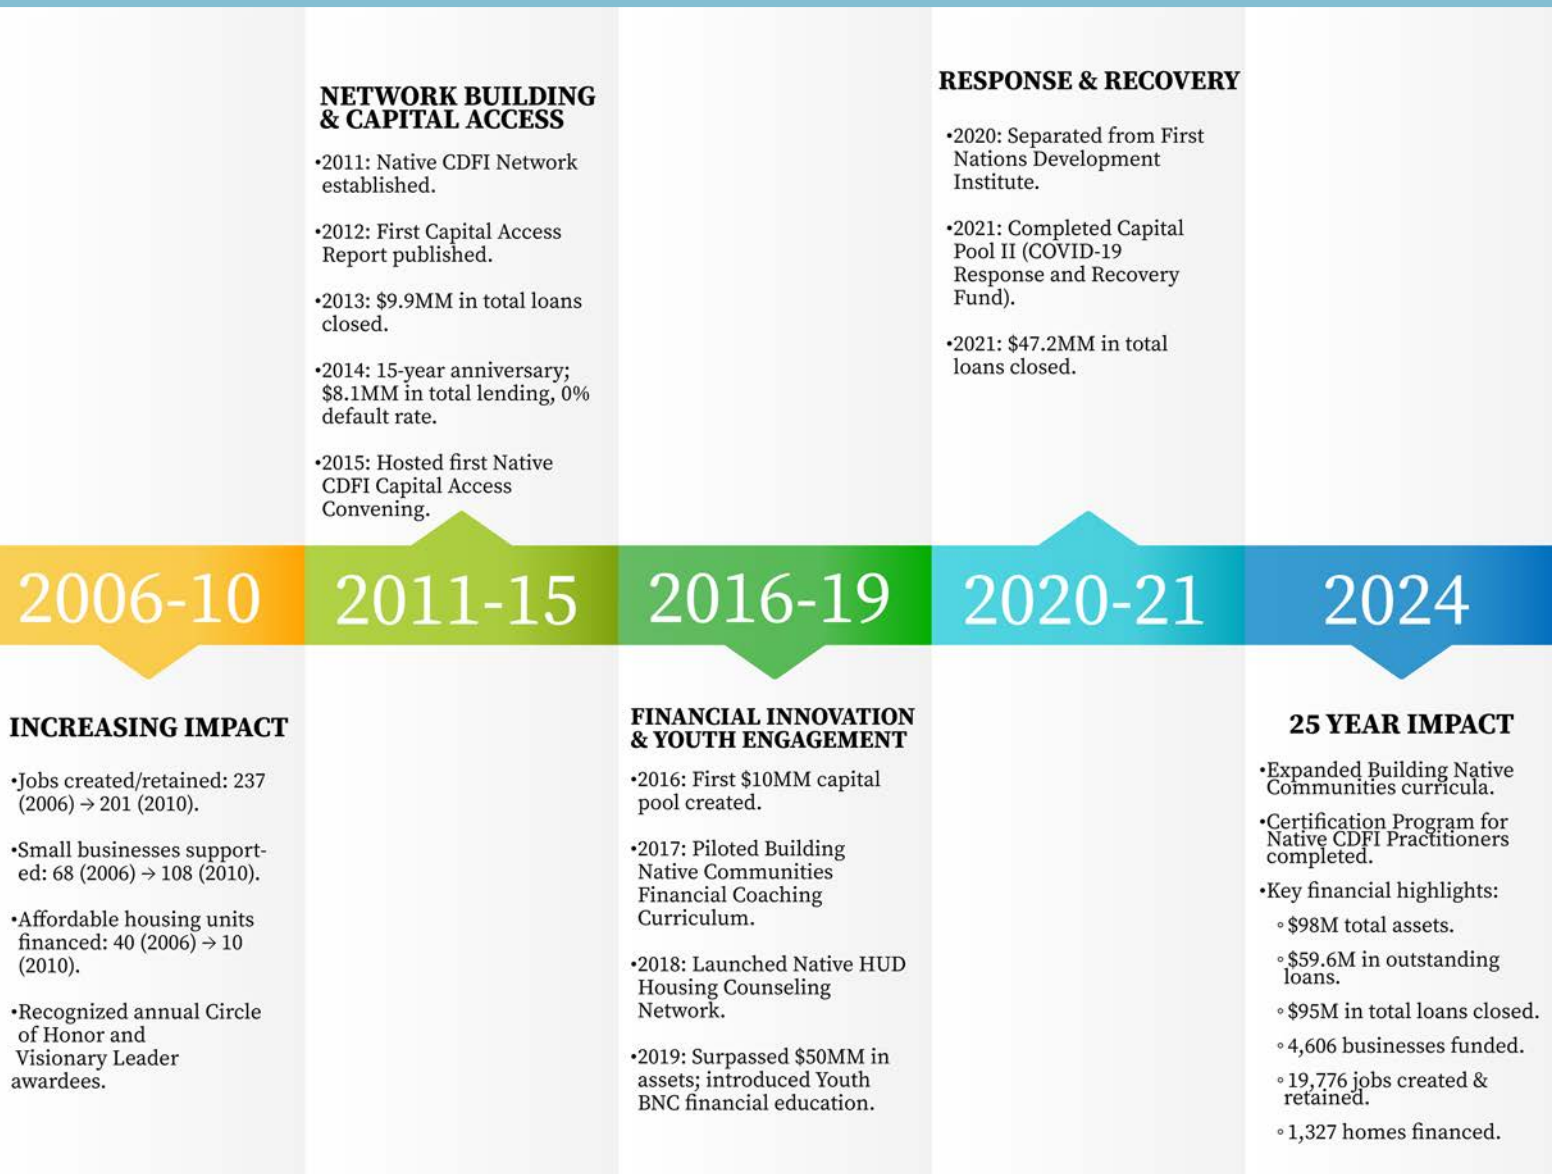 NETWORK BUILDING
& CAPITAL ACCESS
•2011: Native CDFI Network
established.
•2012: First Capital Access
Report published.
•2013: $9.9MM in total loans
closed.
•2014: 15-year anniversary;
$8.1MM in total lending, 0%
default rate.
•2015: Hosted first Native
CDFI Capital Access
Convening.
RESPONSE & RECOVERY
•2020: Separated from First
Nations Development
Institute.
•2021: Completed Capital
Pool II (COVID-19
Response and Recovery
Fund).
•2021: $47.2MM in total
loans closed.
2006-10
2011-15
2016-19
2020-21
2024
INCREASING IMPACT
•Jobs created/retained: 237
(2006) → 201 (2010).
•Small businesses support-
ed: 68 (2006) → 108 (2010).
•Affordable housing units
financed: 40 (2006) → 10
(2010).
•Recognized annual Circle
of Honor and
Visionary Leader
awardees.
FINANCIAL INNOVATION
& YOUTH ENGAGEMENT
•2016: First $10MM capital
pool created.
•2017: Piloted Building
Native Communities
Financial Coaching
Curriculum.
•2018: Launched Native HUD
Housing Counseling
Network.
•2019: Surpassed $50MM in
assets; introduced Youth
BNC financial education.
25 YEAR IMPACT
•Expanded Building Native
Communities curricula.
•Certification Program for
Native CDFI Practitioners
completed.
•Key financial highlights:
◦$98M total assets.
◦$59.6M in outstanding
loans.
◦$95M in total loans closed.
◦4,606 businesses funded.
◦19,776 jobs created &
retained.
◦1,327 homes financed.